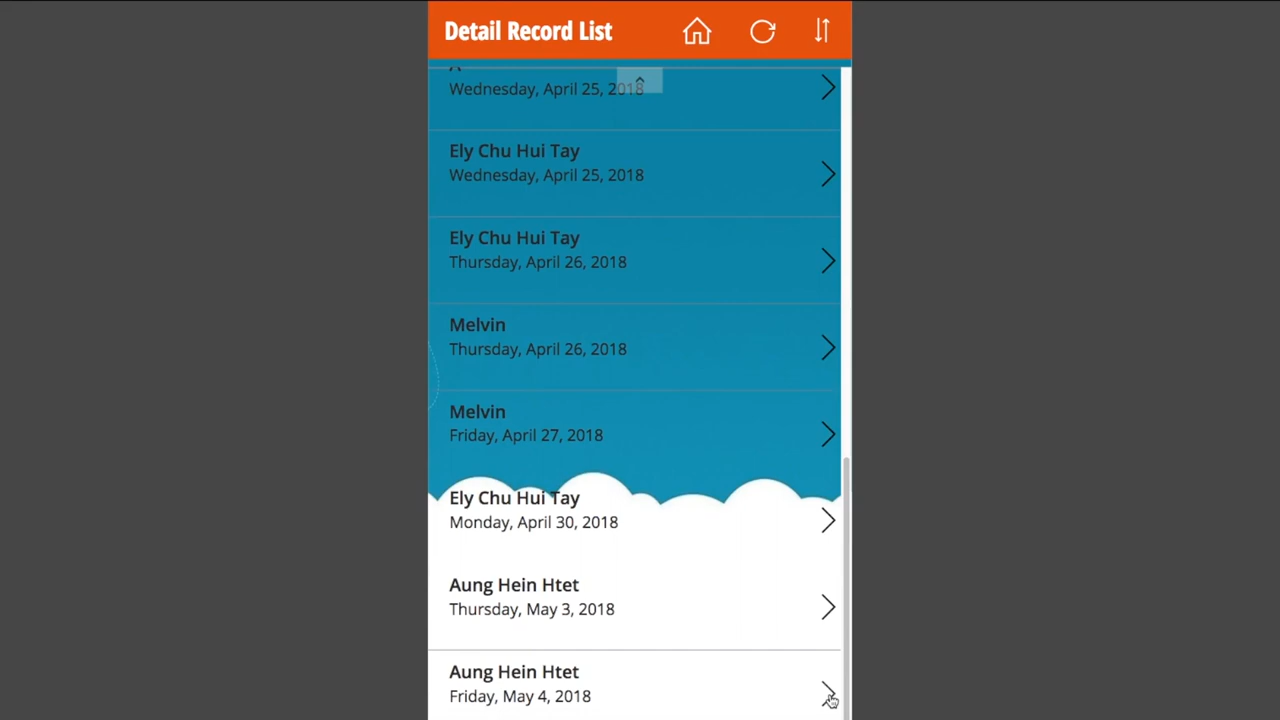 Detail Record List
Wednesday, April 25, 2018
Ely Chu Hui Tay
Wednesday, April 25, 2018
Ely Chu Hui Tay
Thursday, April 26, 2018
Melvin
Thursday, April 26, 2018
Melvin
Friday, April 27, 2018
Ely Chu Hui Tay
Monday, April 30, 2018
Aung Hein Htet
Thursday, May 3, 2018
Aung Hein Htet
Friday, May 4, 2018